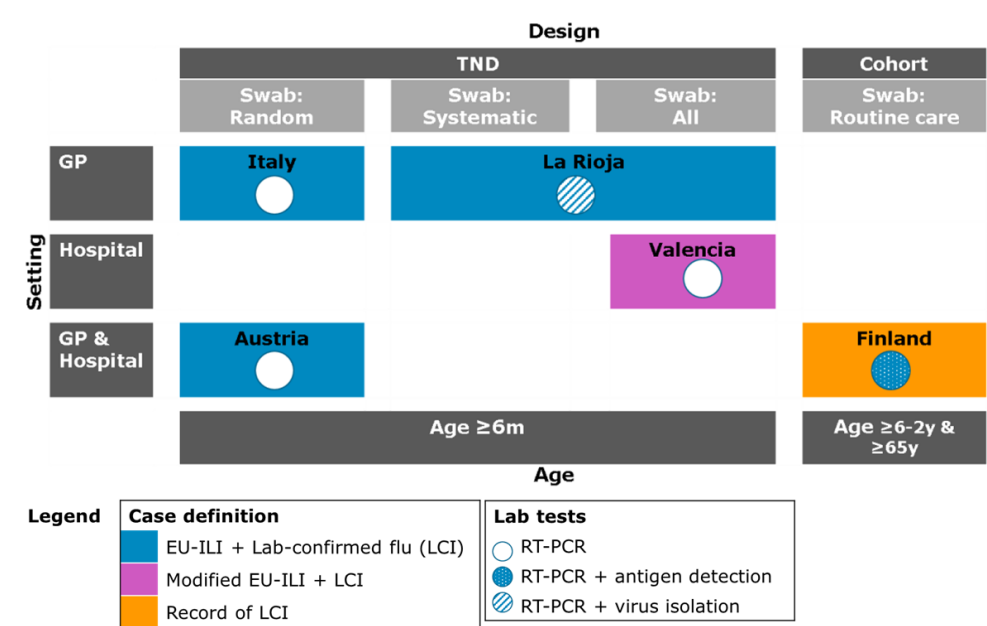 Design
TND
Cohort
Swab:
Random
Swab:
Systematic
Swab:
All
Swab:
Routine care
Setting
GP
Italy
La Rioja
Hospital
Valencia
GP &
Hospital
Austria
Finland
Age ≥6m
Age ≥6-2y &
≥65y
Age
Legend
Case definition
EU-ILI + Lab-confirmed flu (LCI)
Modified EU-ILI + LCI
Record of LCI
Lab tests
RT-PCR
RT-PCR + antigen detection
RT-PCR + virus isolation